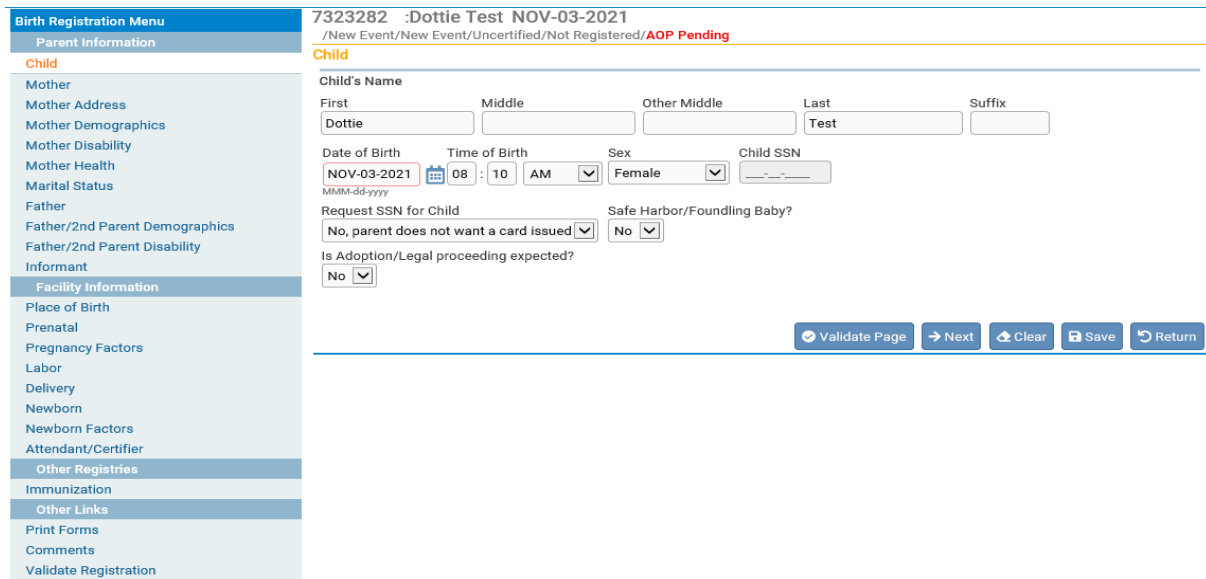 Birth Registration Menu
Parent Information
Child
Mother
Mother Address
Mother Demographics
Mother Disability
Mother Health
Marital Status
Father
Father/2nd Parent Demographics
Father/2nd Parent Disability
Informant
Facility Information
Place of Birth
Prenatal
Pregnancy Factors
Labor
Delivery
Newborn
Newborn Factors
Attendant/Certifier
Other Registries
Immunization
Other Links
Print Forms
Comments
Validate Registration
7323282 :Dottie Test NOV-03-2021
/New Event/New Event/Uncertified/Not Registered/AOP Pending
Child
Child's Name
First Middle Other Middle Last Suffix
Dottie Test
Date of Birth Time of Birth Sex Child SSN
NOV-03-2021 08 : 10 AM Female ___-__-____
MMM-dd-yyyy
Request SSN for Child Safe Harbor/Foundling Baby?
No, parent does not want a card issued No
Is Adoption/Legal proceeding expected?
No
Validate Page Next Clear Save Return